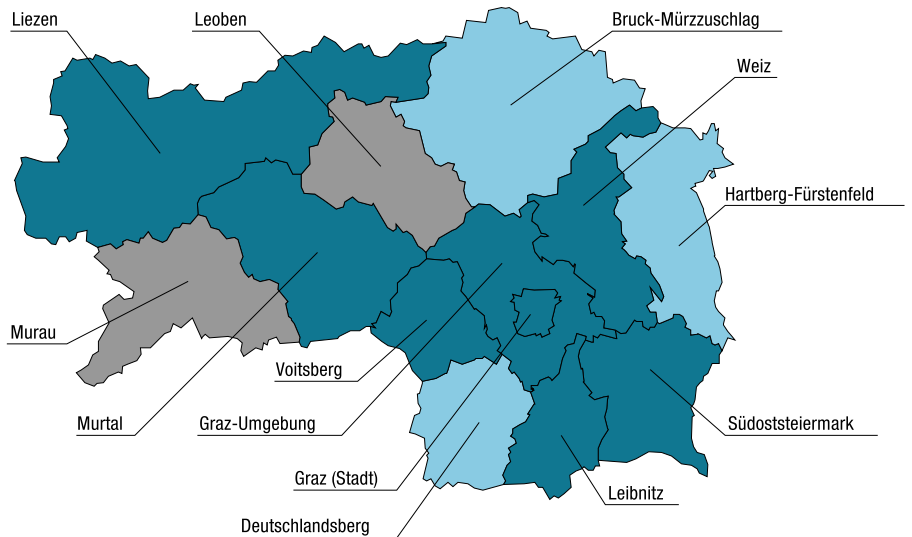 Liezen
Leoben
Bruck-Mürzzuschlag
Weiz
Hartberg-Fürstenfeld
Murau
Voitsberg
Murtal
Graz-Umgebung
Südoststeiermark
Graz (Stadt)
Leibnitz
Deutschlandsberg